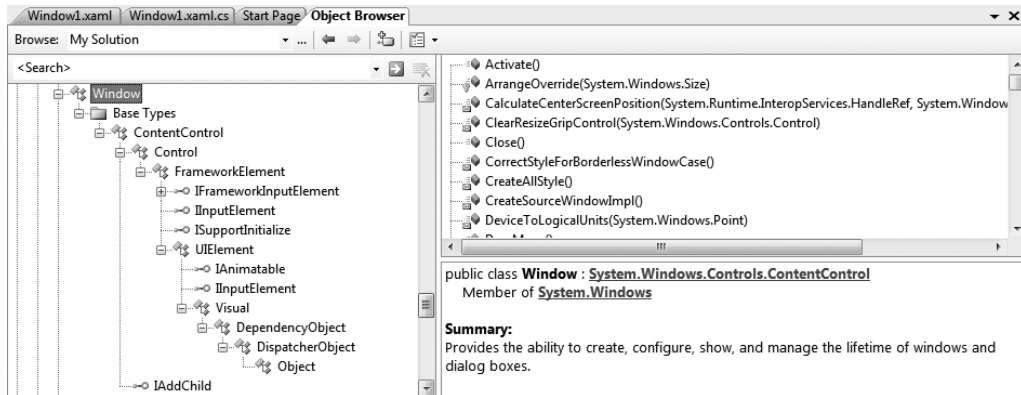 Window1.xaml Window1.xaml.cs Start Page Object Browser
Browse: My Solution
<Search>
Window
Base Types
ContentControl
Control
FrameworkElement
IFrameworkInputElement
IInputElement
ISupportInitialize
UIElement
IAnimatable
IInputElement
Visual
DependencyObject
DispatcherObject
Object
IAddChild
Activate()
ArrangeOverride(System.Windows.Size)
CalculateCenterScreenPosition(System.Runtime.InteropServices.HandleRef, System.Window
ClearResizeGripControl(System.Windows.Controls.Control)
Close()
CorrectStyleForBorderlessWindowCase()
CreateAllStyle()
CreateSourceWindowImpl()
DeviceToLogicalUnits(System.Windows.Point)
public class Window : System.Windows.Controls.ContentControl
Member of System.Windows
Summary:
Provides the ability to create, configure, show, and manage the lifetime of windows and
dialog boxes.